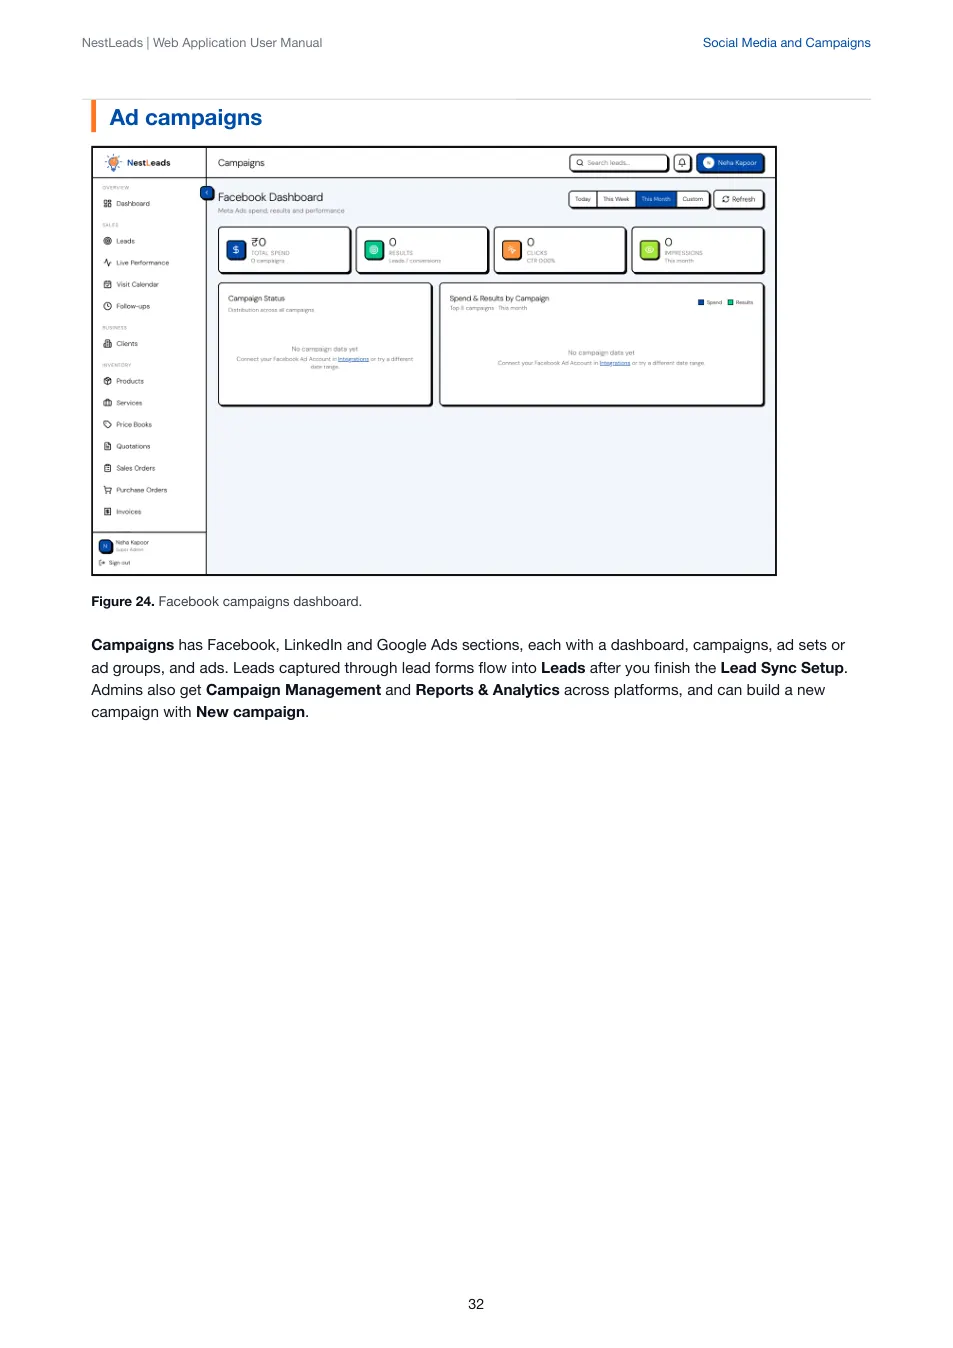 NestLeads | Web Application User Manual
Social Media and Campaigns
Ad campaigns
NestLeads
Campaigns
Search leads...
N
Neha Kapoor
OVERVIEW
Dashboard
SALES
Leads
Live Performance
Visit Calendar
Follow-ups
BUSINESS
Clients
INVENTORY
Products
Services
Price Books
Quotations
Sales Orders
Purchase Orders
Invoices
N
Neha Kapoor
Super Admin
Sign out
Facebook Dashboard
Meta Ads spend, results and performance
Today
This Week
This Month
Custom
Refresh
₹0
TOTAL SPEND
0 campaigns
0
RESULTS
Leads / conversions
0
CLICKS
CTR 0.00%
0
IMPRESSIONS
This month
Campaign Status
Distribution across all campaigns
No campaign data yet
Connect your Facebook Ad Account in Integrations or try a different
date range.
Spend & Results by Campaign
Top 8 campaigns · This month
Spend
Results
No campaign data yet
Connect your Facebook Ad Account in Integrations or try a different date range.
Figure 24. Facebook campaigns dashboard.
Campaigns has Facebook, LinkedIn and Google Ads sections, each with a dashboard, campaigns, ad sets or
ad groups, and ads. Leads captured through lead forms flow into Leads after you finish the Lead Sync Setup.
Admins also get Campaign Management and Reports & Analytics across platforms, and can build a new
campaign with New campaign.
32